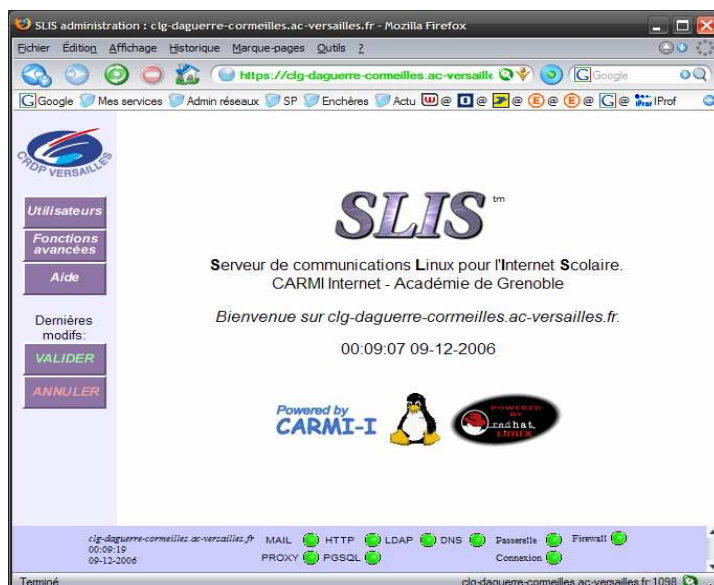 SLIS administration : clg-daguerre-cormeilles.ac-versailles.fr - Mozilla Firefox
Fichier Édition Affichage Historique Marque-pages Outils ?
https://clg-daguerre-cormeilles.ac-versaille
Google
Google Mes services Admin réseaux SP Enchères Actu @ @ @ @ @ @ IProf
CRDP VERSAILLES
Utilisateurs
Fonctions avancées
Aide
Dernières modifs:
VALIDER
ANNULER
SLIS tm
Serveur de communications Linux pour l'Internet Scolaire.
CARMI Internet - Académie de Grenoble
Bienvenue sur clg-daguerre-cormeilles.ac-versailles.fr.
00:09:07 09-12-2006
Powered by
CARMI-I
POWERED
BY
redhat
LINUX
clg-daguerre-cormeilles.ac-versailles.fr
00:09:19
09-12-2006
MAIL HTTP LDAP DNS Passerelle Firewall
PROXY PGSQL Connexion
Terminé
clg-daguerre-cormeilles.ac-versailles.fr:1098